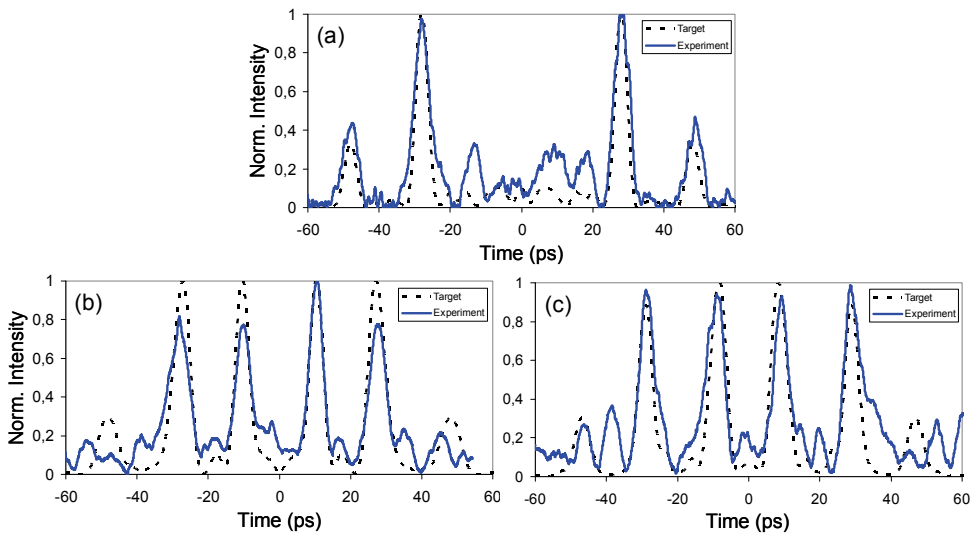 (a)
Target
Experiment
Norm. Intensity
1
0,8
0,6
0,4
0,2
0
-60 -40 -20 0 20 40 60
Time (ps)
(b)
Target
Experiment
Norm. Intensity
1
0,8
0,6
0,4
0,2
0
-60 -40 -20 0 20 40 60
Time (ps)
(c)
Target
Experiment
1
0,8
0,6
0,4
0,2
0
-60 -40 -20 0 20 40 60
Time (ps)